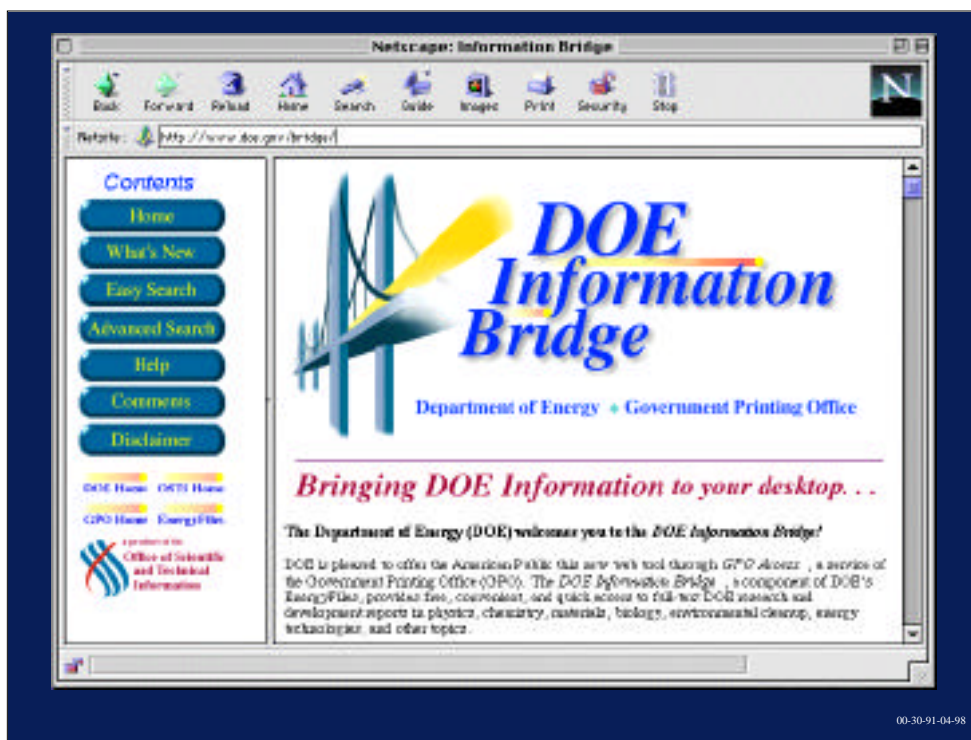 Netscape: Information Bridge
Back Forward Reload Home Search Guide Images Print Security Stop
N
Netsite: http://www.doe.gov/bridge/
Contents
Home
What's New
Easy Search
Advanced Search
Help
Comments
Disclaimer
DOE Home OSTI Home
GPO Home EnergyFiles
a product of the
Office of Scientific
and Technical
Information
DOE
Information
Bridge
Department of Energy Government Printing Office
Bringing DOE Information to your desktop. . .
The Department of Energy (DOE) welcomes you to the DOE Information Bridge!
DOE is pleased to offer the American Public this new web tool through GPO Access , a service of
the Government Printing Office (GPO). The DOE Information Bridge , a component of DOE's
EnergyFiles, provides free, convenient, and quick access to full-text DOE research and
development reports in physics, chemistry, materials, biology, environmental cleanup, energy
technologies, and other topics.
00-30-91-04-98